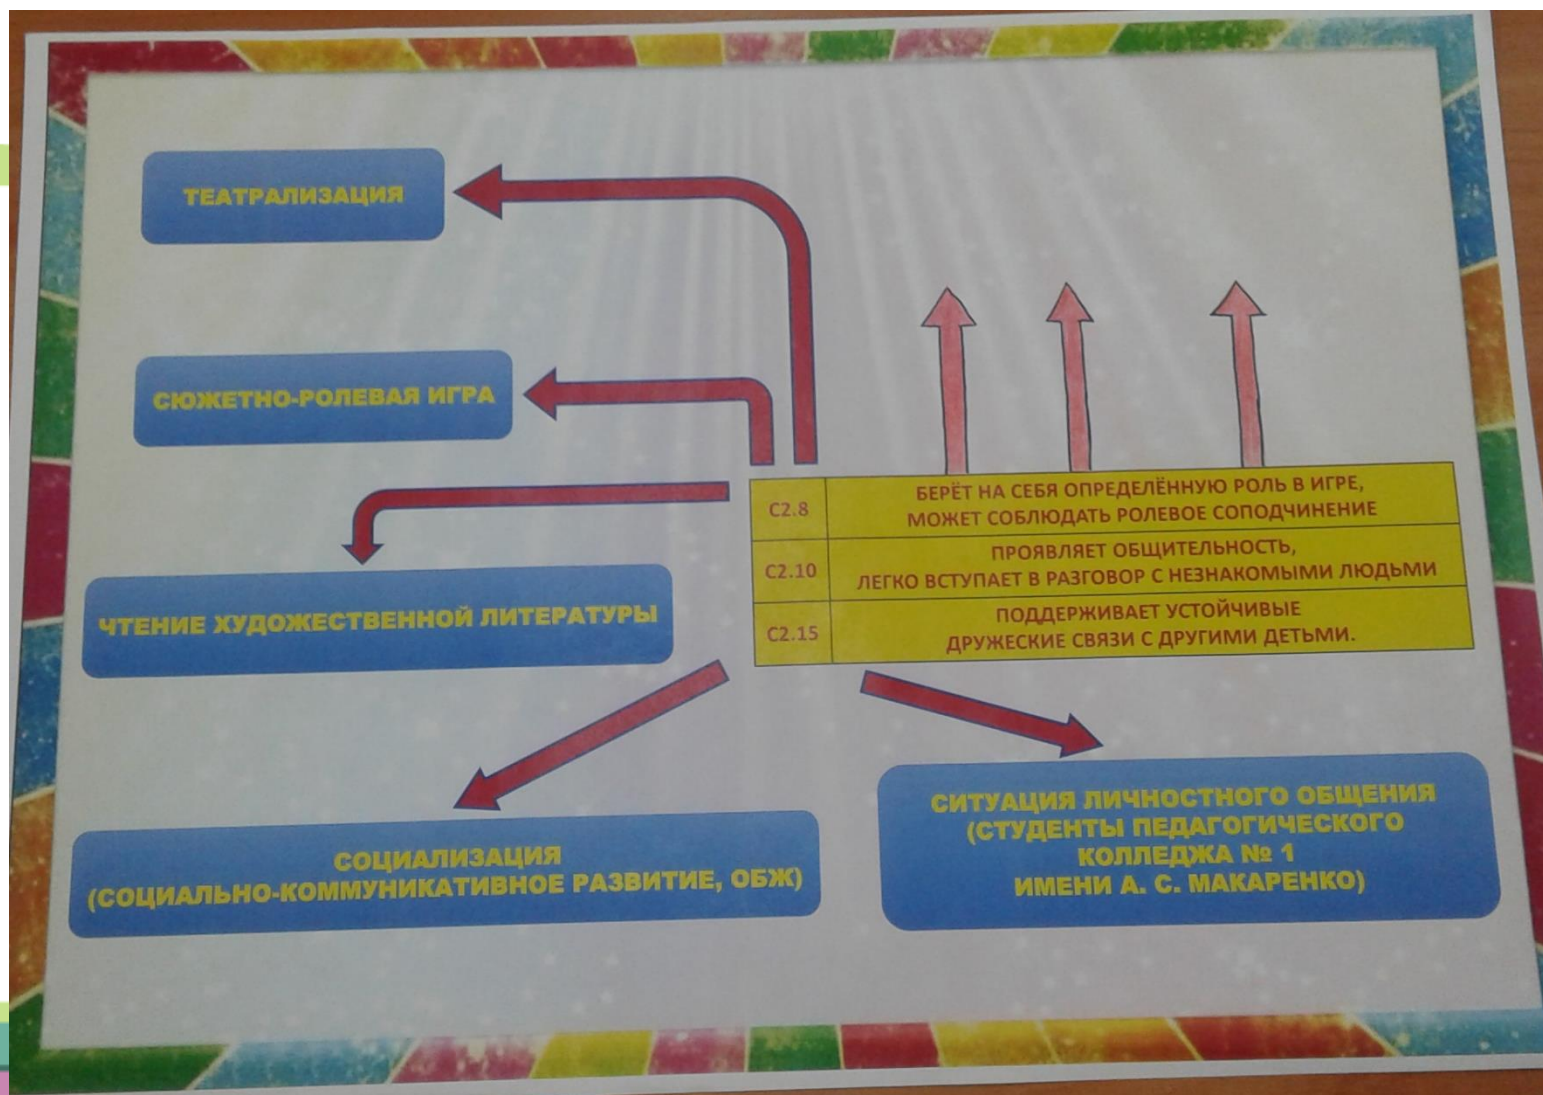 ТЕАТРАЛИЗАЦИЯ
СЮЖЕТНО-РОЛЕВАЯ ИГРА
ЧТЕНИЕ ХУДОЖЕСТВЕННОЙ ЛИТЕРАТУРЫ
С2.8
БЕРЁТ НА СЕБЯ ОПРЕДЕЛЁННУЮ РОЛЬ В ИГРЕ,
МОЖЕТ СОБЛЮДАТЬ РОЛЕВОЕ СОПОДЧИНЕНИЕ
С2.10
ПРОЯВЛЯЕТ ОБЩИТЕЛЬНОСТЬ,
ЛЕГКО ВСТУПАЕТ В РАЗГОВОР С НЕЗНАКОМЫМИ ЛЮДЬМИ
С2.15
ПОДДЕРЖИВАЕТ УСТОЙЧИВЫЕ
ДРУЖЕСКИЕ СВЯЗИ С ДРУГИМИ ДЕТЬМИ.
СОЦИАЛИЗАЦИЯ
(СОЦИАЛЬНО-КОММУНИКАТИВНОЕ РАЗВИТИЕ, ОБЖ)
СИТУАЦИЯ ЛИЧНОСТНОГО ОБЩЕНИЯ
(СТУДЕНТЫ ПЕДАГОГИЧЕСКОГО
КОЛЛЕДЖА № 1
ИМЕНИ А. С. МАКАРЕНКО)